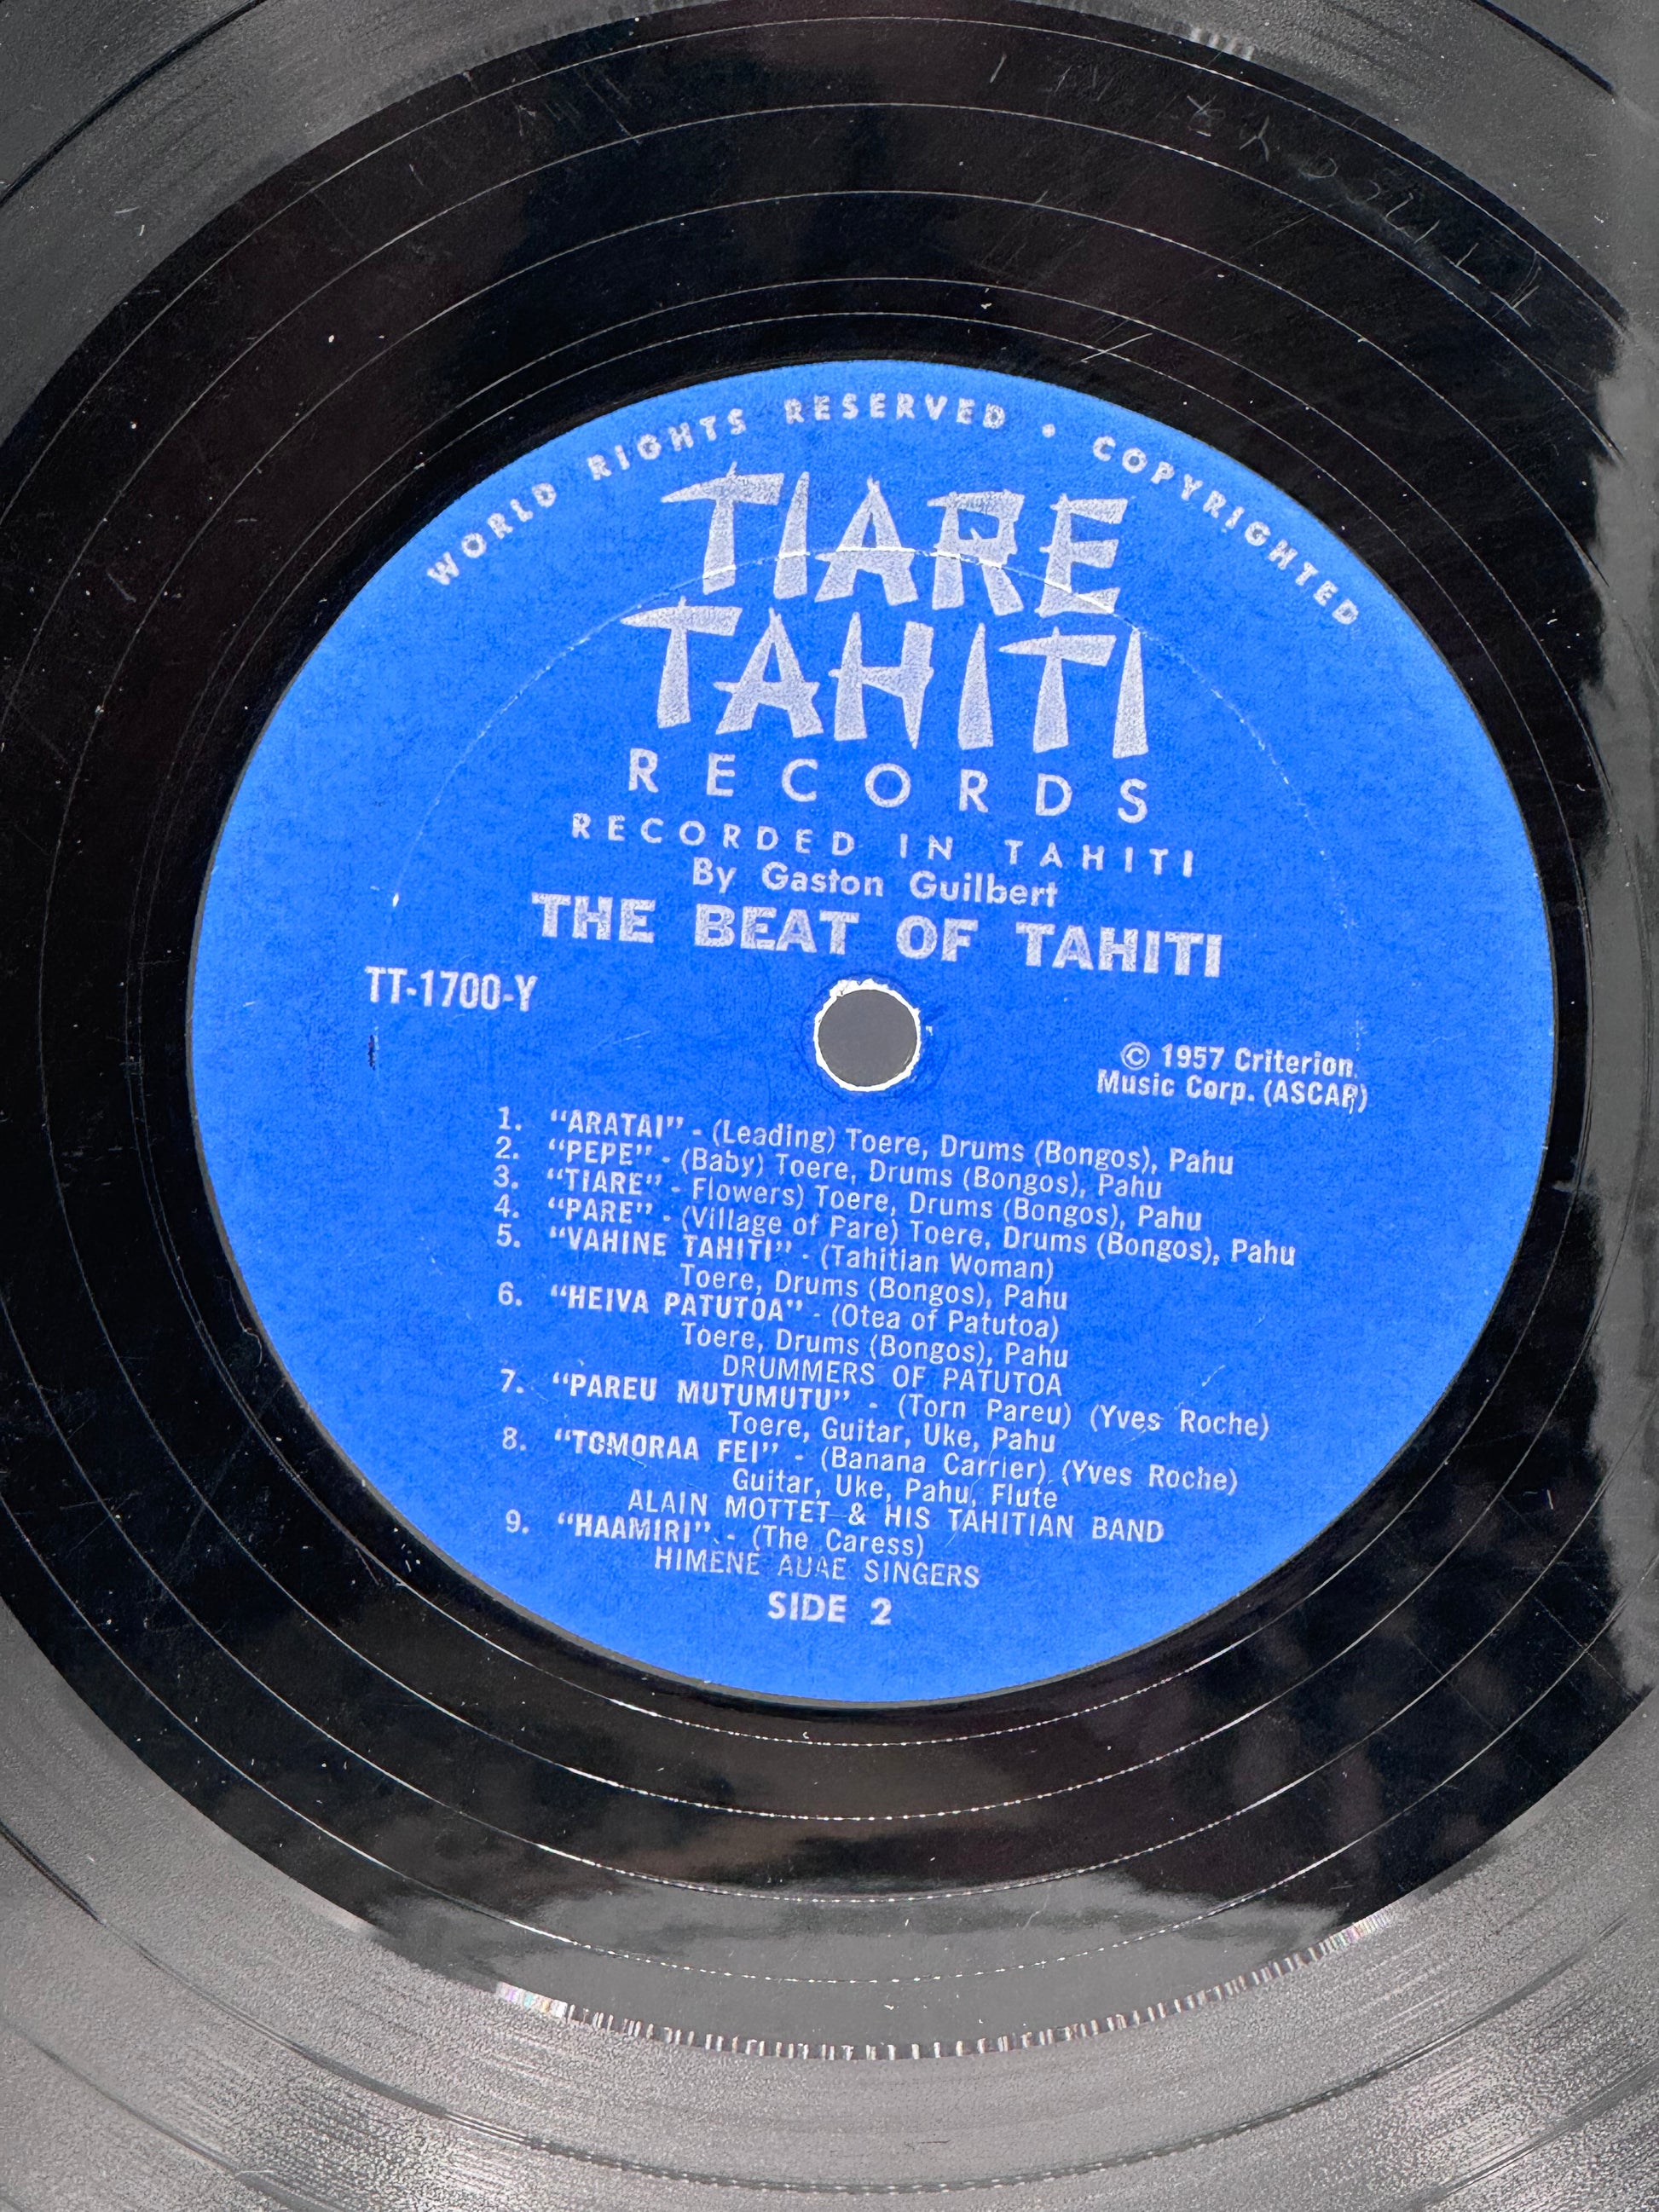 WORLD RIGHTS RESERVED • COPYRIGHTED
TIARE
TAHITI
RECORDS
RECORDED IN TAHITI
By Gaston Guilbert
THE BEAT OF TAHITI
TT-1700-Y
© 1957 Criterion
Music Corp. (ASCAP)
1. "ARATAI" - (Leading) Toere, Drums (Bongos), Pahu
2. "PEPE" - (Baby) Toere, Drums (Bongos), Pahu
3. "TIARE" - Flowers) Toere, Drums (Bongos), Pahu
4. "PARE" - (Village of Pare) Toere, Drums (Bongos), Pahu
5. "VAHINE TAHITI" - (Tahitian Woman)
Toere, Drums (Bongos), Pahu
6. "HEIVA PATUTOA" - (Otea of Patutoa)
Toere, Drums (Bongos), Pahu
DRUMMERS OF PATUTOA
7. "PAREU MUTUMUTU" - (Torn Pareu) (Yves Roche)
Toere, Guitar, Uke, Pahu
8. "TOMORAA FEI" - (Banana Carrier) (Yves Roche)
Guitar, Uke, Pahu, Flute
ALAIN MOTTET & HIS TAHITIAN BAND
9. "HAAMIRI" - (The Caress)
HIMENE AUAE SINGERS
SIDE 2